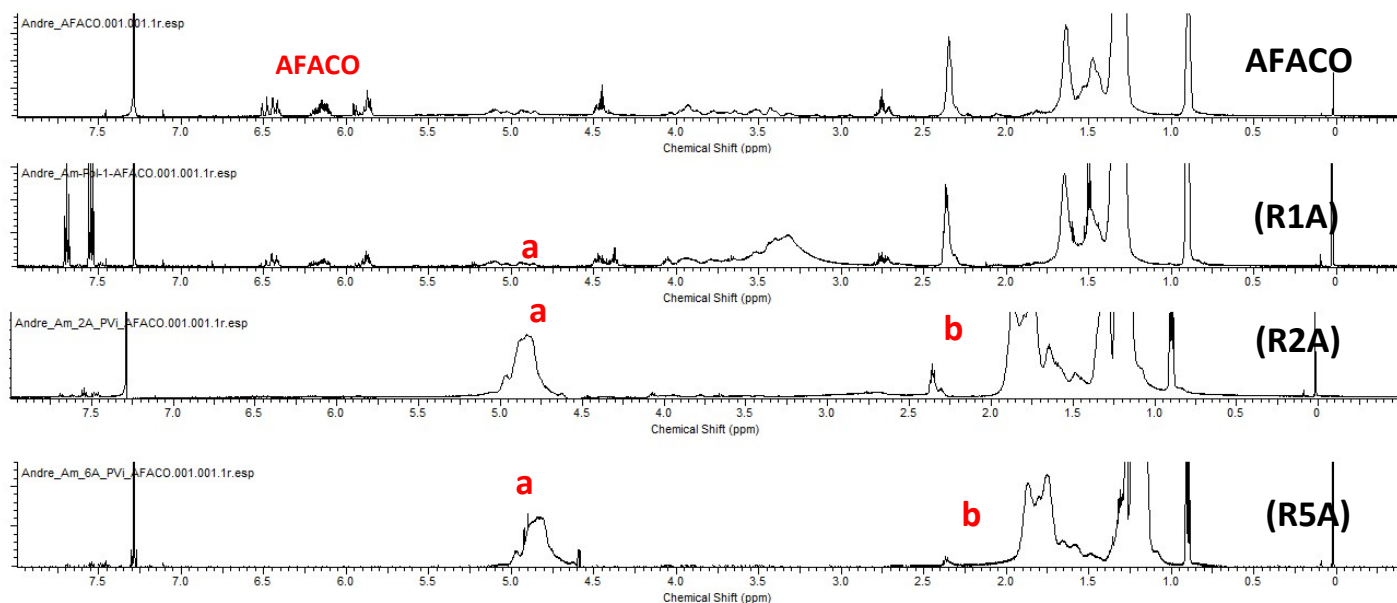 Andre_AFACO.001.001.1r.esp
AFACO
AFACO
7.5 7.0 6.5 6.0 5.5 5.0 4.5 4.0 3.5 3.0 2.5 2.0 1.5 1.0 0.5 0
Chemical Shift (ppm)
Andre_Am-Pol-1-AFACO.001.001.1r.esp
a
(R1A)
7.5 7.0 6.5 6.0 5.5 5.0 4.5 4.0 3.5 3.0 2.5 2.0 1.5 1.0 0.5 0
Chemical Shift (ppm)
Andre_Am_2A_PVi_AFACO.001.001.1r.esp
a
b
(R2A)
7.5 7.0 6.5 6.0 5.5 5.0 4.5 4.0 3.5 3.0 2.5 2.0 1.5 1.0 0.5 0
Chemical Shift (ppm)
Andre_Am_6A_PVi_AFACO.001.001.1r.esp
a
b
(R5A)
7.5 7.0 6.5 6.0 5.5 5.0 4.5 4.0 3.5 3.0 2.5 2.0 1.5 1.0 0.5 0
Chemical Shift (ppm)